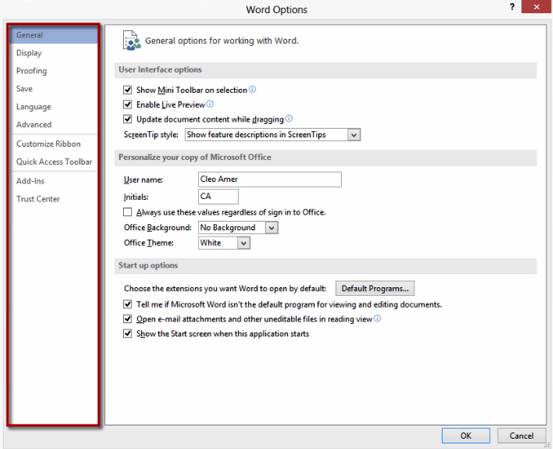 Word Options
?
General
Display
Proofing
Save
Language
Advanced
Customize Ribbon
Quick Access Toolbar
Add-Ins
Trust Center
General options for working with Word.
User Interface options
Show Mini Toolbar on selection
Enable Live Preview
Update document content while dragging
ScreenTip style: Show feature descriptions in ScreenTips
Personalize your copy of Microsoft Office
User name: Cleo Amer
Initials: CA
Always use these values regardless of sign in to Office.
Office Background: No Background
Office Theme: White
Start up options
Choose the extensions you want Word to open by default: Default Programs...
Tell me if Microsoft Word isn't the default program for viewing and editing documents.
Open e-mail attachments and other uneditable files in reading view
Show the Start screen when this application starts
OK Cancel